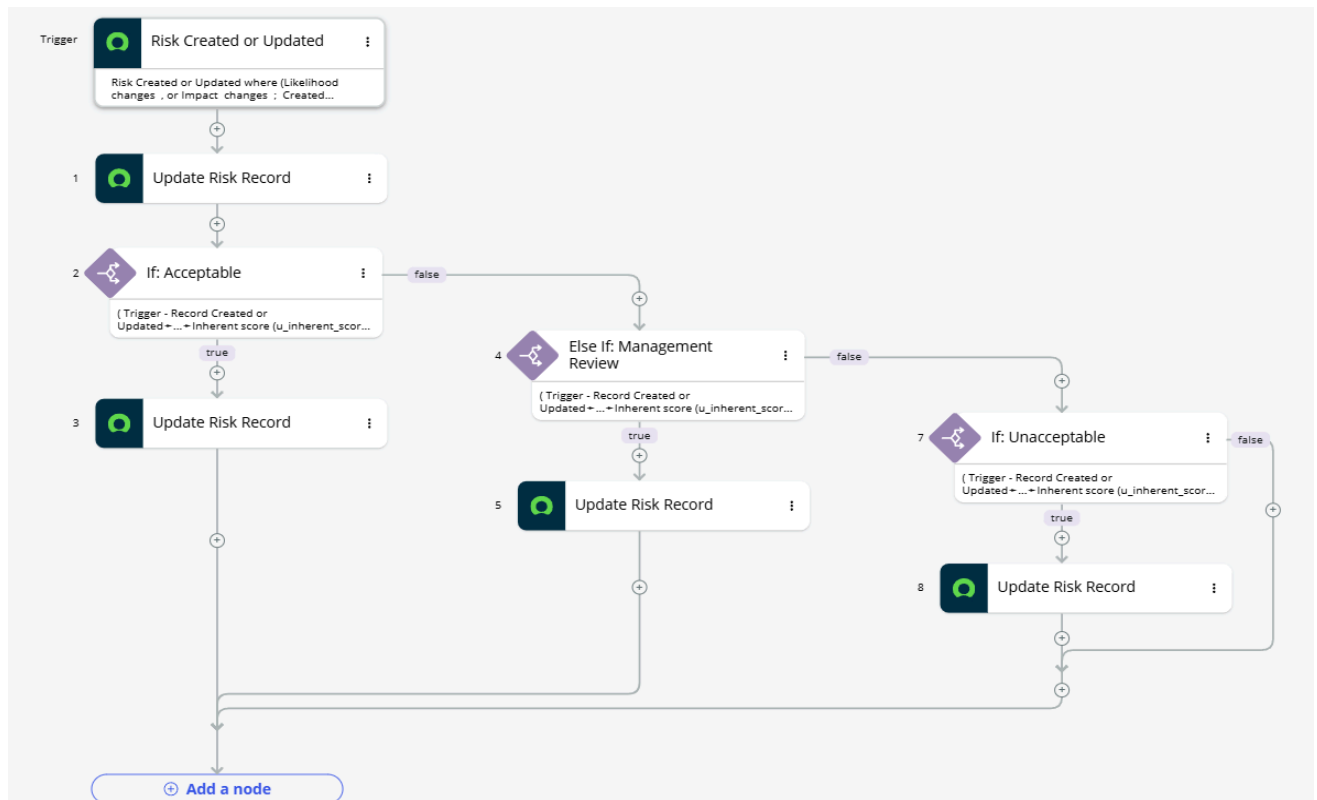 Trigger
Risk Created or Updated
Risk Created or Updated where (Likelihood
changes , or Impact changes ; Created...
1
Update Risk Record
2
If: Acceptable
false
( Trigger - Record Created or
Updated➛...➛Inherent score (u_inherent_scor...
true
3
Update Risk Record
4
Else If: Management
Review
false
( Trigger - Record Created or
Updated➛...➛Inherent score (u_inherent_scor...
true
5
Update Risk Record
7
If: Unacceptable
false
( Trigger - Record Created or
Updated➛...➛Inherent score (u_inherent_scor...
true
8
Update Risk Record
Add a node